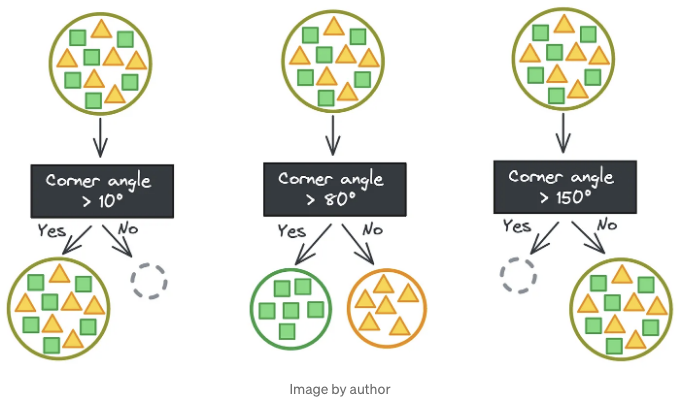 Corner angle
> 10°
Yes
No
Corner angle
> 80°
Yes
No
Corner angle
> 150°
Yes
No
Image by author